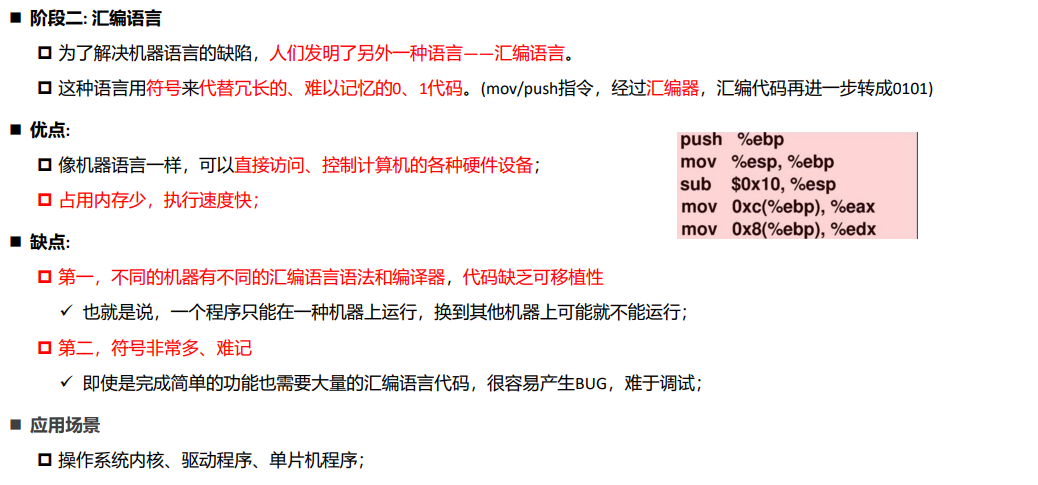 阶段二: 汇编语言
为了解决机器语言的缺陷，人们发明了另外一种语言——汇编语言。
这种语言用符号来代替冗长的、难以记忆的0、1代码。(mov/push指令，经过汇编器，汇编代码再进一步转成0101)
优点:
像机器语言一样，可以直接访问、控制计算机的各种硬件设备；
占用内存少，执行速度快；
push %ebp
mov %esp, %ebp
sub $0x10, %esp
mov 0xc(%ebp), %eax
mov 0x8(%ebp), %edx
缺点:
第一，不同的机器有不同的汇编语言语法和编译器，代码缺乏可移植性
也就是说，一个程序只能在一种机器上运行，换到其他机器上可能就不能运行；
第二，符号非常多、难记
即使是完成简单的功能也需要大量的汇编语言代码，很容易产生BUG，难于调试；
应用场景
操作系统内核、驱动程序、单片机程序；